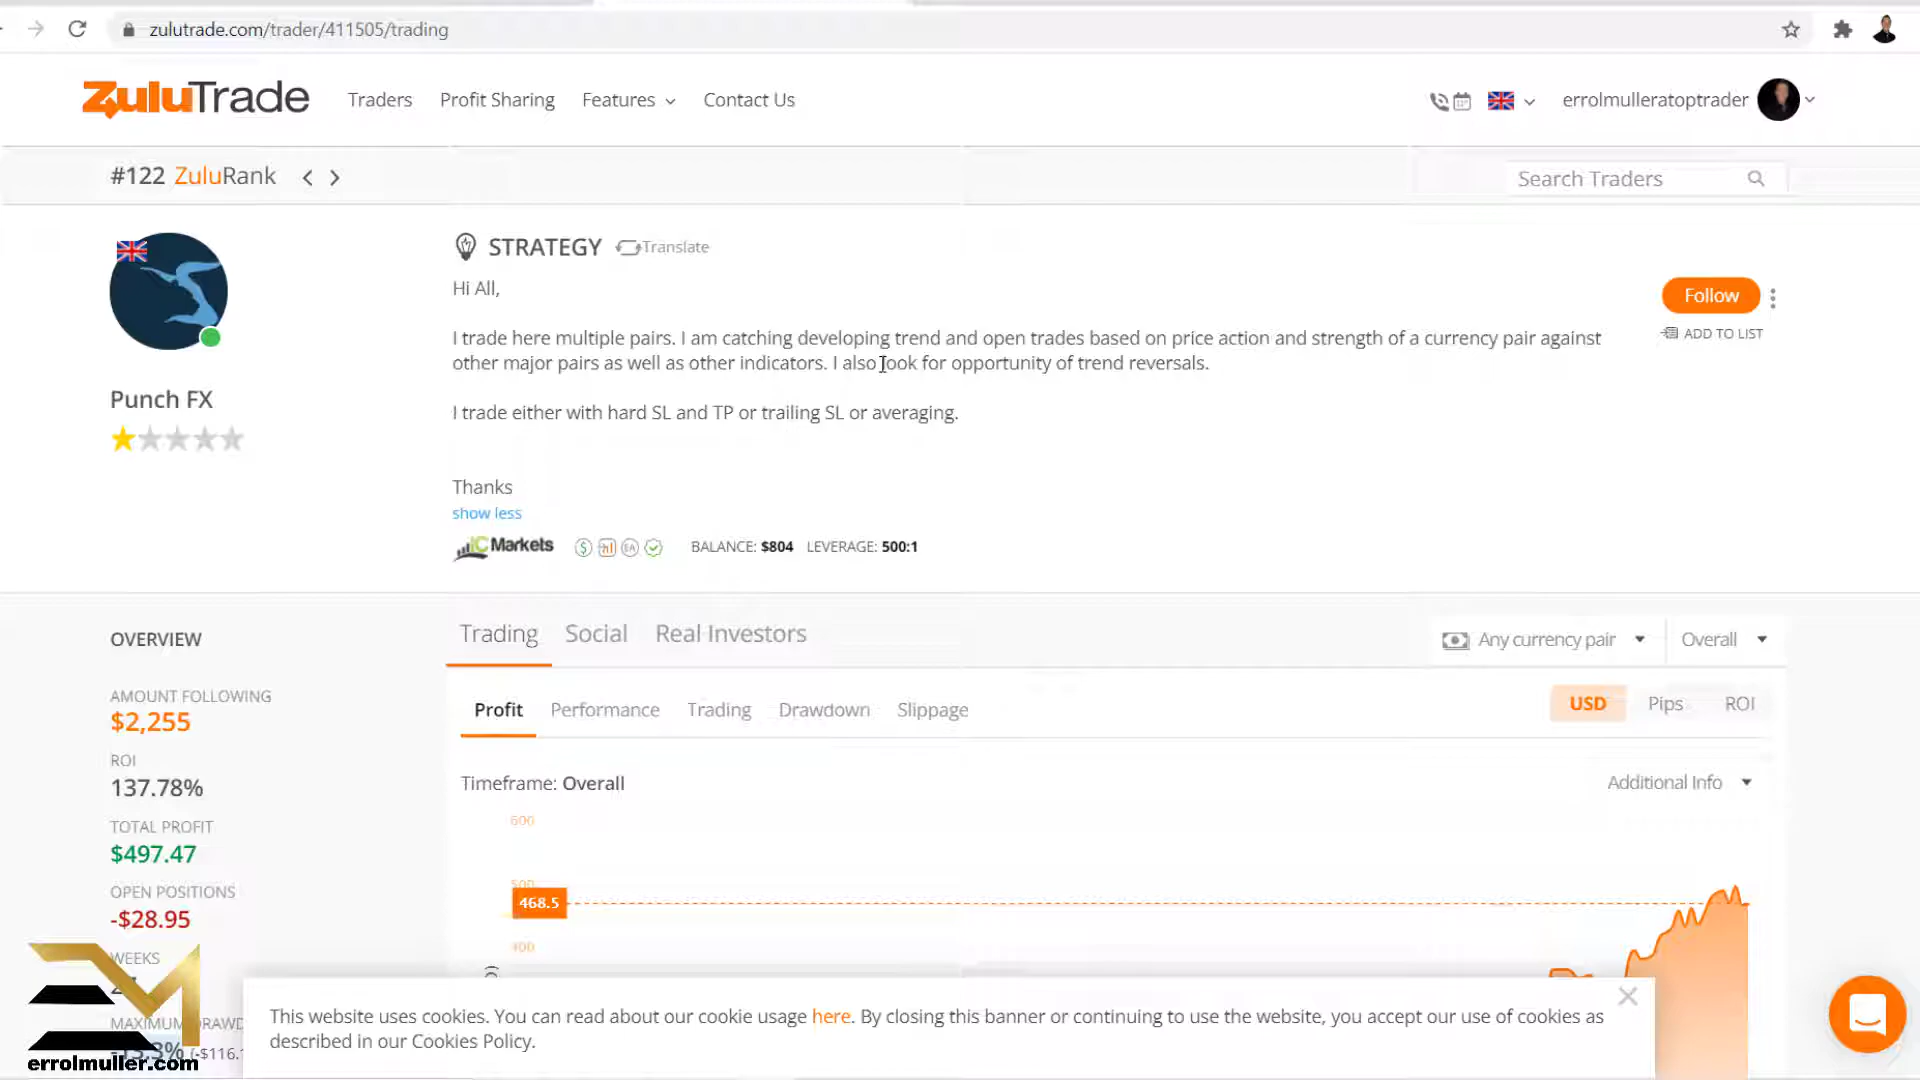 zulutrade.com/trader/411505/trading
ZuluTrade
Traders
Profit Sharing
Features
Contact Us
errolmulleratoptrader
#122 ZuluRank
Search Traders
STRATEGY
Translate
Hi All,
I trade here multiple pairs. I am catching developing trend and open trades based on price action and strength of a currency pair against
other major pairs as well as other indicators. I also look for opportunity of trend reversals.
I trade either with hard SL and TP or trailing SL or averaging.
Thanks
show less
Follow
ADD TO LIST
Punch FX
IC Markets
EA
BALANCE: $804
LEVERAGE: 500:1
OVERVIEW
AMOUNT FOLLOWING
$2,255
ROI
137.78%
TOTAL PROFIT
$497.47
OPEN POSITIONS
-$28.95
WEEKS
Trading
Social
Real Investors
Any currency pair
Overall
Profit
Performance
Trading
Drawdown
Slippage
USD
Pips
ROI
Timeframe: Overall
Additional Info
600
500
468.5
400
This website uses cookies. You can read about our cookie usage here. By closing this banner or continuing to use the website, you accept our use of cookies as
described in our Cookies Policy.
EM
errolmuller.com